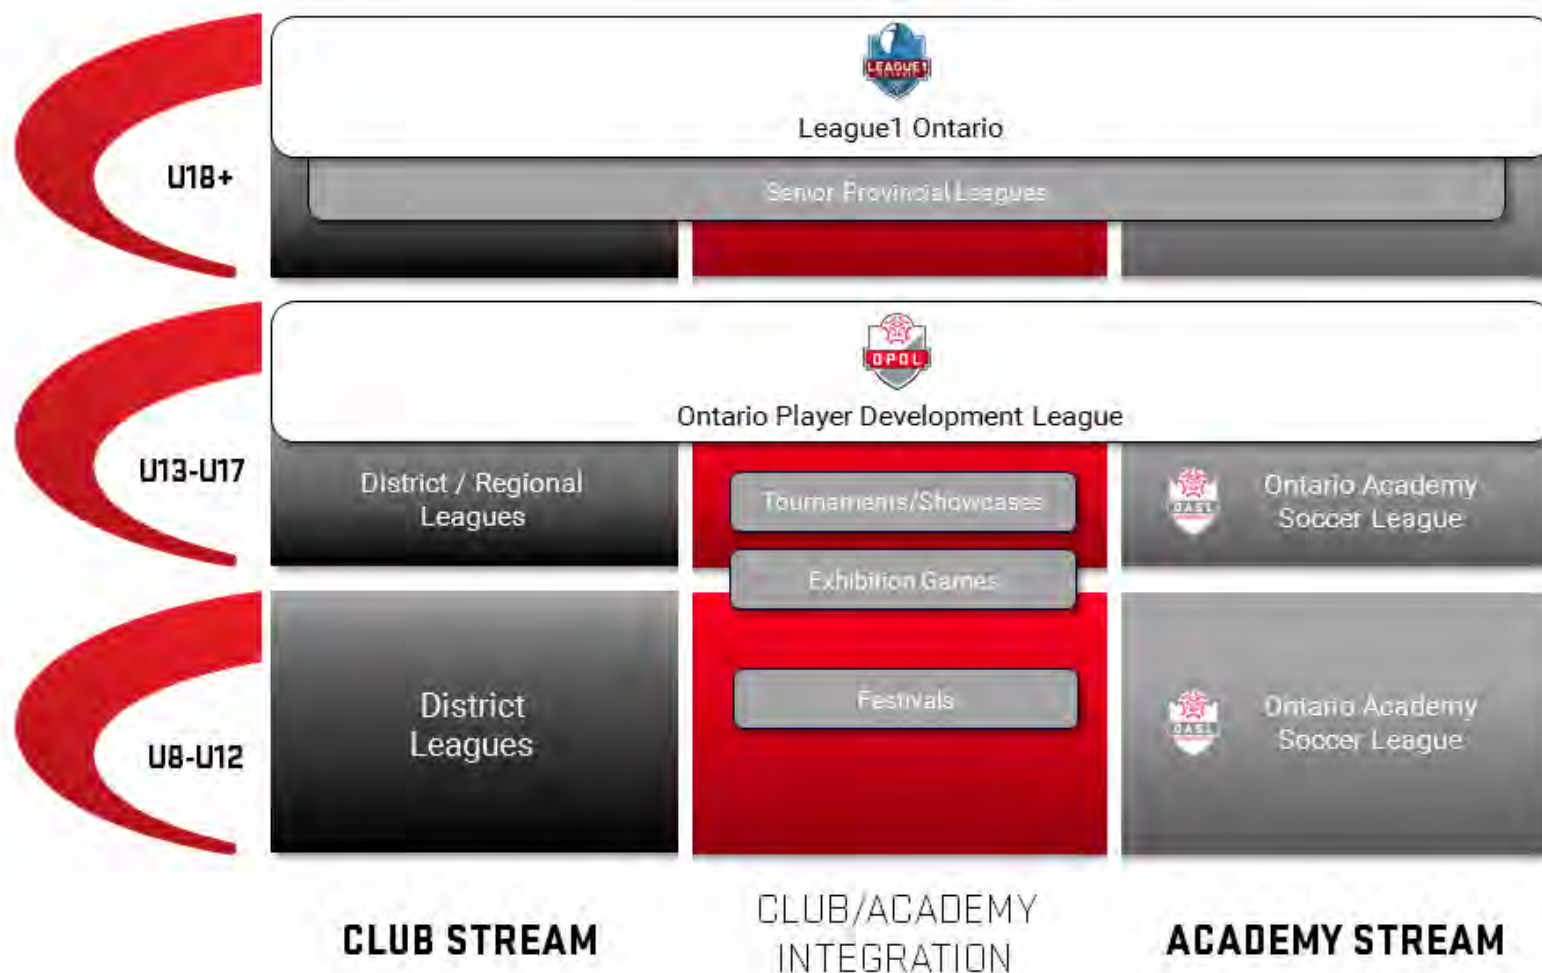 LEAGUE1
League1 Ontario
U18+
Senior Provincial Leagues
OPDL
Ontario Player Development League
U13-U17
District / Regional
Leagues
Tournaments/Showcases
OASL
Ontario Academy
Soccer League
Exhibition Games
U8-U12
District
Leagues
Festivals
OASL
Ontario Academy
Soccer League
CLUB STREAM
CLUB/ACADEMY
INTEGRATION
ACADEMY STREAM